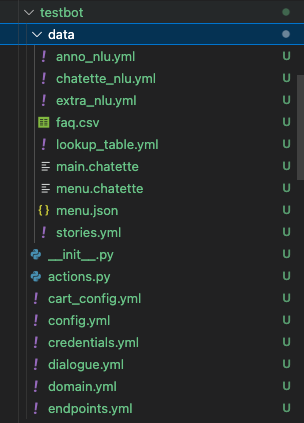 testbot
data
anno_nlu.yml U
chatette_nlu.yml U
extra_nlu.yml U
faq.csv U
lookup_table.yml U
main.chatette U
menu.chatette U
{} menu.json U
stories.yml U
__init__.py U
actions.py U
! cart_config.yml U
! config.yml U
! credentials.yml U
! dialogue.yml U
! domain.yml U
! endpoints.yml U